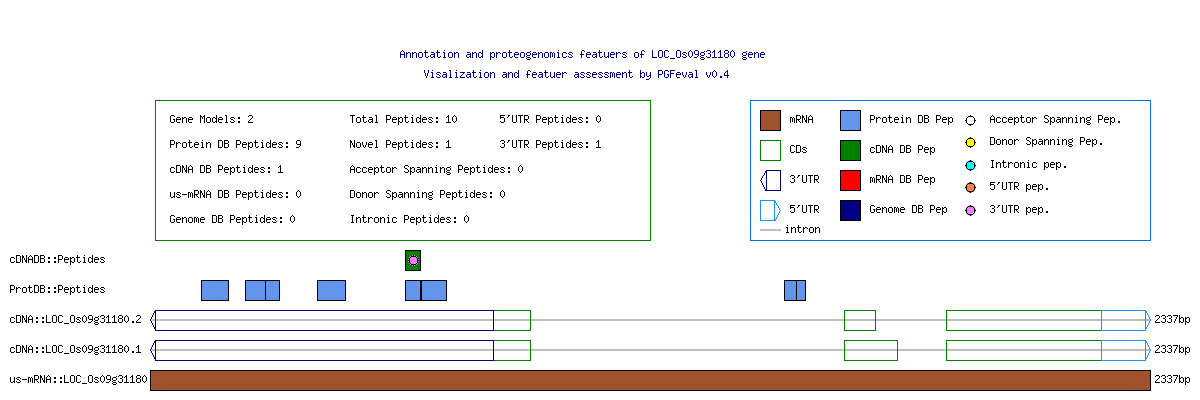 Annotation and proteogenomics featuers of LOC_Os09g31180 gene
Visalization and featuer assessment by PGFeval v0.4
Gene Models: 2 Total Peptides: 10 5'UTR Peptides: 0
Protein DB Peptides: 9 Novel Peptides: 1 3'UTR Peptides: 1
cDNA DB Peptides: 1 Acceptor Spanning Peptides: 0
us-mRNA DB Peptides: 0 Donor Spanning Peptides: 0
Genome DB Peptides: 0 Intronic Peptides: 0
mRNA Protein DB Pep Acceptor Spanning Pep.
CDs cDNA DB Pep Donor Spanning Pep.
3'UTR mRNA DB Pep Intronic pep.
5'UTR Genome DB Pep 5'UTR pep.
intron 3'UTR pep.
cDNADB::Peptides
ProtDB::Peptides
cDNA::LOC_Os09g31180.2 2337bp
cDNA::LOC_Os09g31180.1 2337bp
us-mRNA::LOC_Os09g31180 2337bp